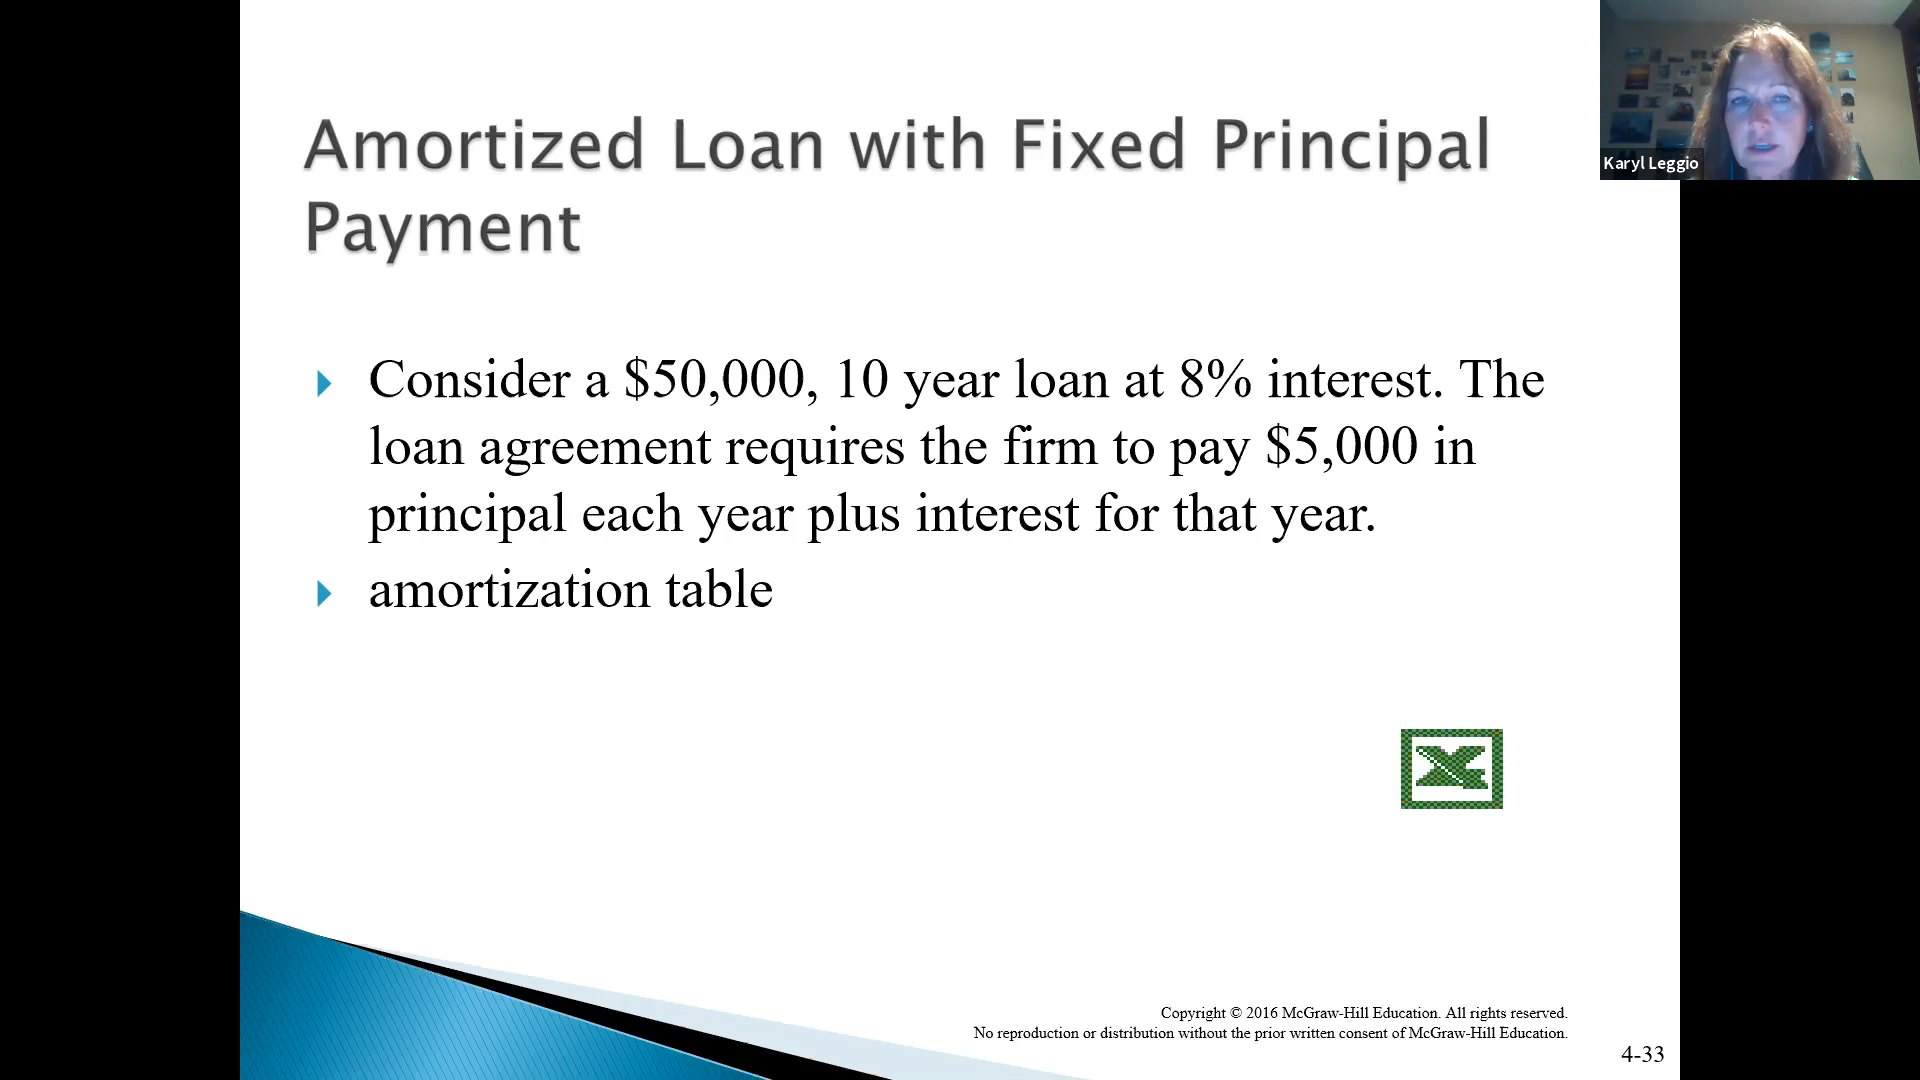 Amortized Loan with Fixed Principal
Payment
Karyl Leggio
Consider a $50,000, 10 year loan at 8% interest. The
loan agreement requires the firm to pay $5,000 in
principal each year plus interest for that year.
amortization table
Copyright © 2016 McGraw-Hill Education. All rights reserved.
No reproduction or distribution without the prior written consent of McGraw-Hill Education.
4-33